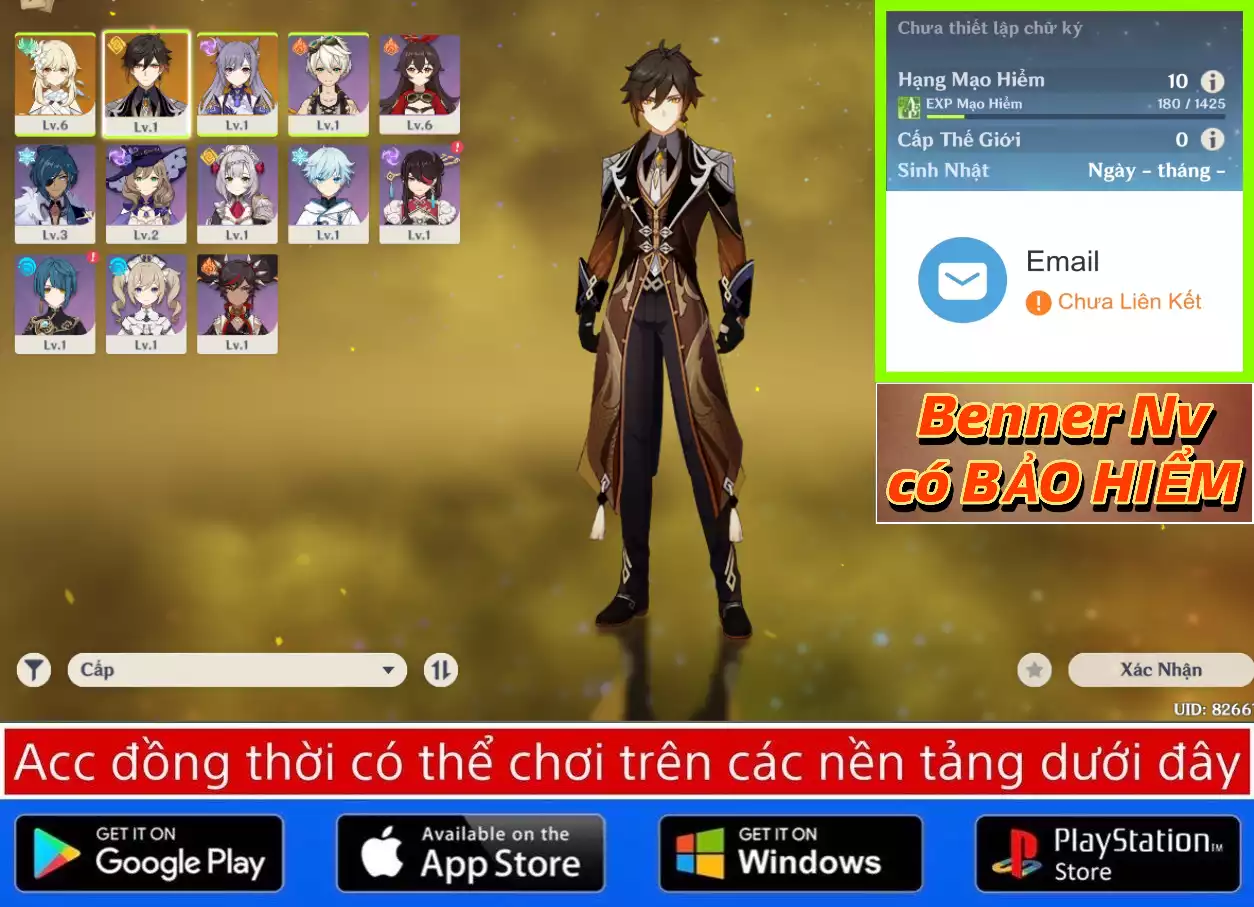 Lv.6
Lv.1
Lv.1
Lv.1
Lv.6
Lv.3
Lv.2
Lv.1
Lv.1
Lv.1
Lv.1
Lv.1
Lv.1
Chưa thiết lập chữ ký
Hạng Mạo Hiểm 10
EXP Mạo Hiểm 180 / 1425
Cấp Thế Giới 0
Sinh Nhật Ngày - tháng -
Email
Chưa Liên Kết
Benner Nv
có BẢO HIỂM
Cấp
Xác Nhận
UID: 8266
Acc đồng thời có thể chơi trên các nền tảng dưới đây
GET IT ON
Google Play
Available on the
App Store
GET IT ON
Windows
PlayStation TM
Store